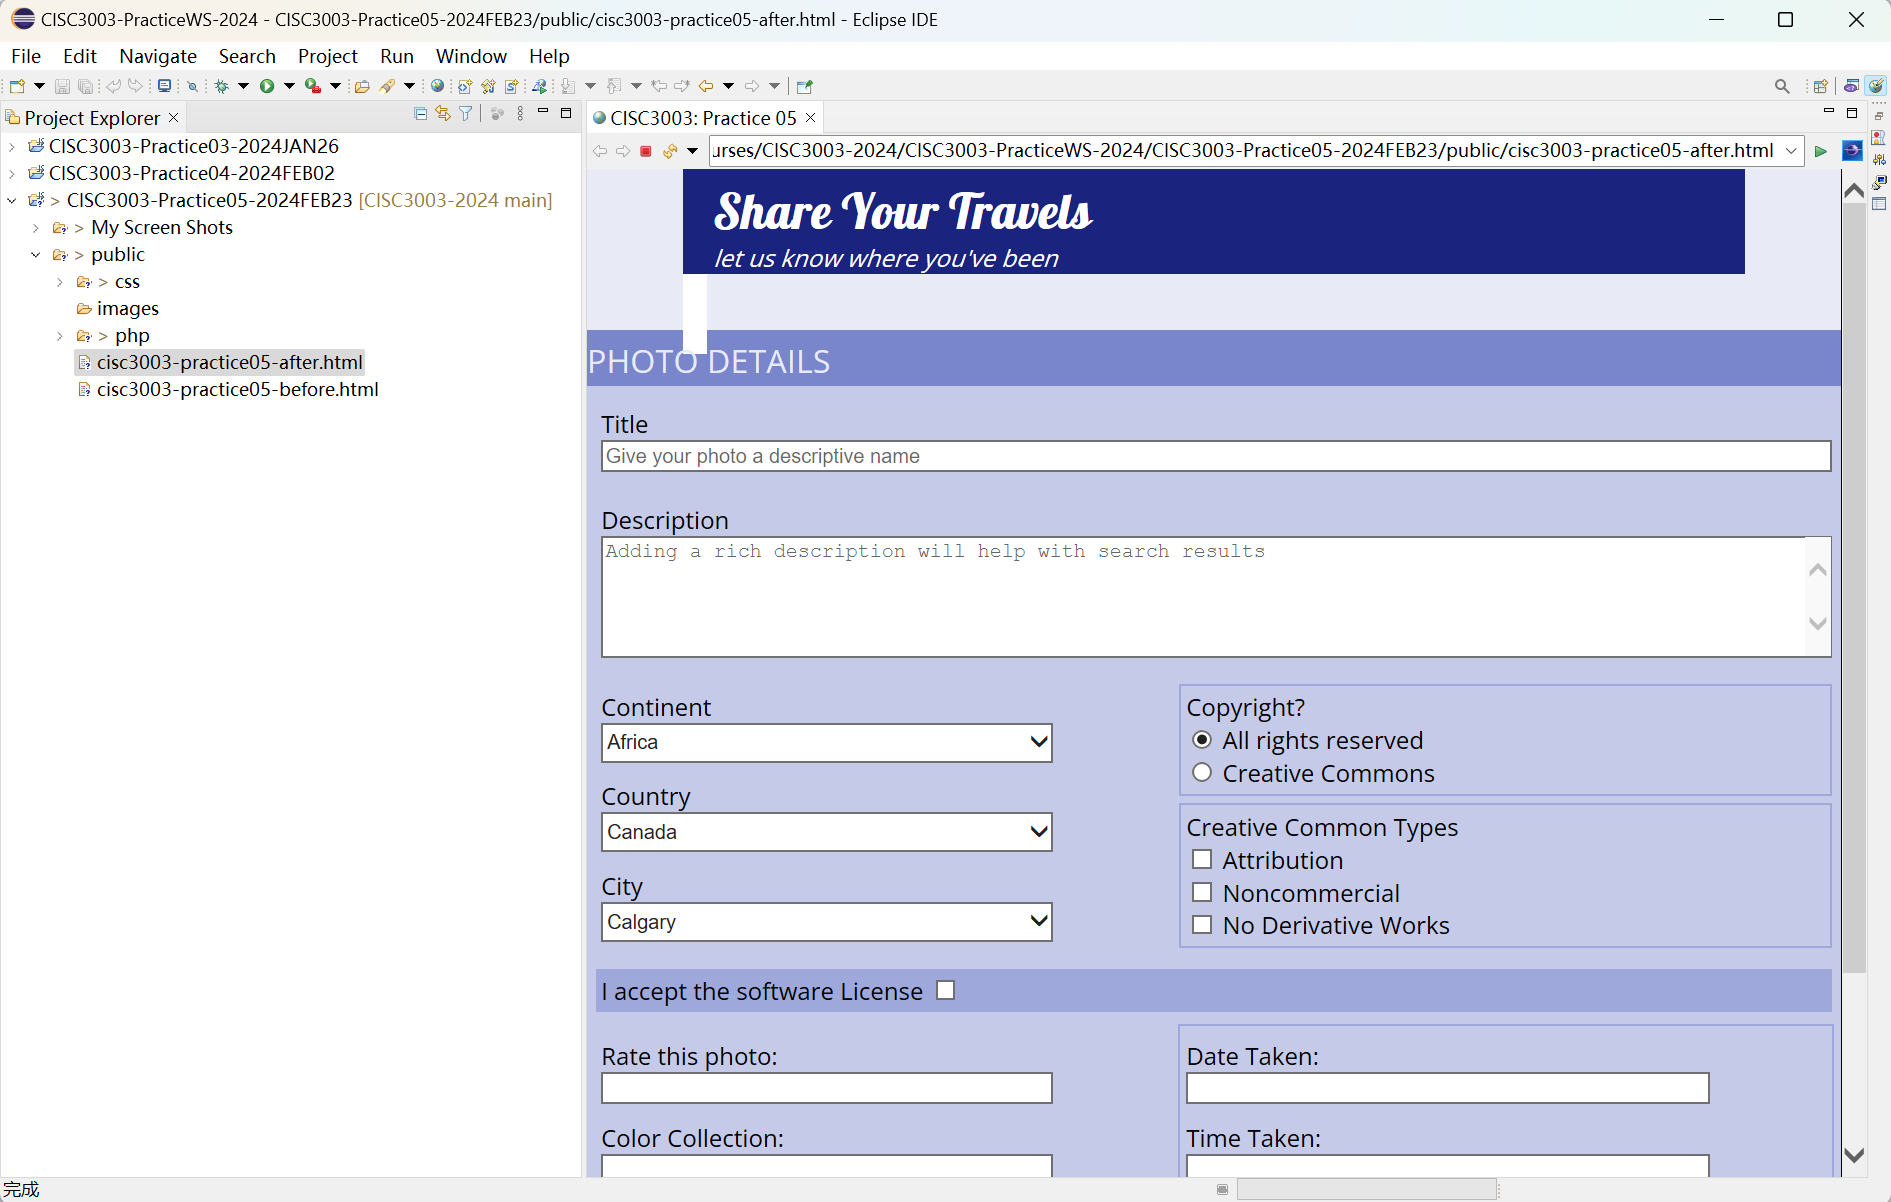 CISC3003-PracticeWS-2024 - CISC3003-Practice05-2024FEB23/public/cisc3003-practice05-after.html - Eclipse IDE
File Edit Navigate Search Project Run Window Help
Project Explorer
CISC3003: Practice 05
CISC3003-Practice03-2024JAN26
CISC3003-Practice04-2024FEB02
> CISC3003-Practice05-2024FEB23 [CISC3003-2024 main]
> My Screen Shots
> public
> css
images
> php
cisc3003-practice05-after.html
cisc3003-practice05-before.html
urses/CISC3003-2024/CISC3003-PracticeWS-2024/CISC3003-Practice05-2024FEB23/public/cisc3003-practice05-after.html
Share Your Travels
let us know where you've been
PHOTO DETAILS
Title
Give your photo a descriptive name
Description
Adding a rich description will help with search results
Continent
Africa
Country
Canada
City
Calgary
Copyright?
All rights reserved
Creative Commons
Creative Common Types
Attribution
Noncommercial
No Derivative Works
I accept the software License
Rate this photo:
Date Taken:
Color Collection:
Time Taken:
完成